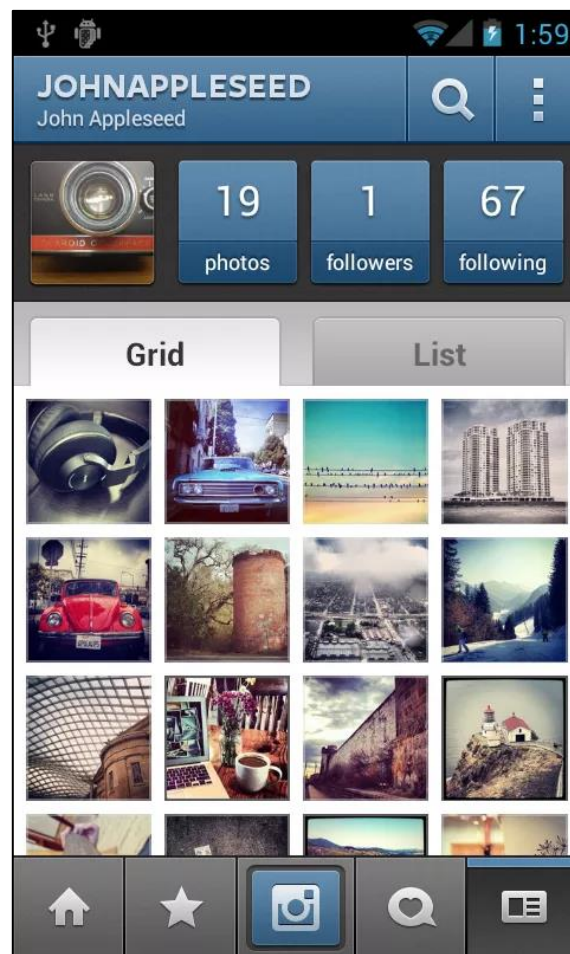 1:59
JOHNAPPLESEED
John Appleseed
19
photos
1
followers
67
following
Grid
List